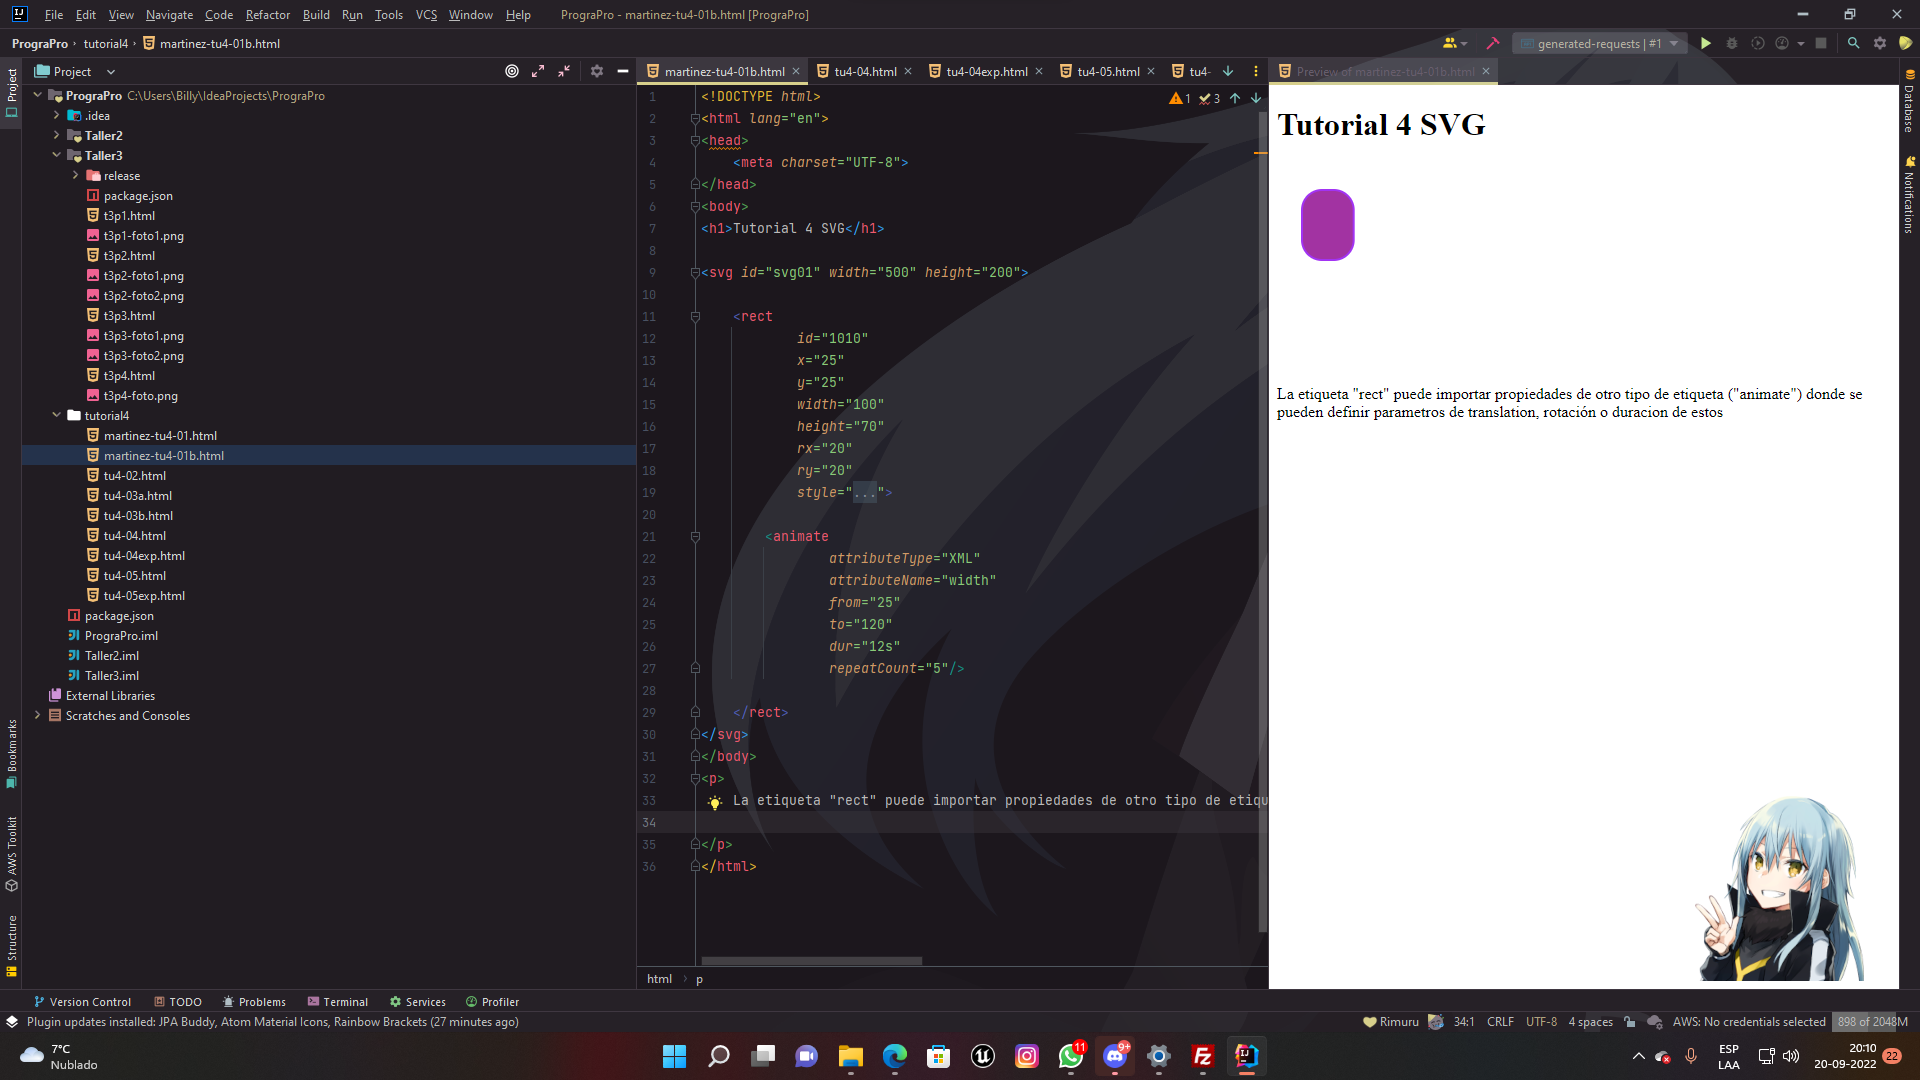 File Edit View Navigate Code Refactor Build Run Tools VCS Window Help PrograPro - martinez-tu4-01b.html [PrograPro]
PrograPro tutorial4 martinez-tu4-01b.html
generated-requests | #1
Project
Project
PrograPro C:\Users\Billy\IdeaProjects\PrograPro
.idea
Taller2
Taller3
release
package.json
t3p1.html
t3p1-foto1.png
t3p2.html
t3p2-foto1.png
t3p2-foto2.png
t3p3.html
t3p3-foto1.png
t3p3-foto2.png
t3p4.html
t3p4-foto.png
tutorial4
martinez-tu4-01.html
martinez-tu4-01b.html
tu4-02.html
tu4-03a.html
tu4-03b.html
tu4-04.html
tu4-04exp.html
tu4-05.html
tu4-05exp.html
package.json
PrograPro.iml
Taller2.iml
Taller3.iml
External Libraries
Scratches and Consoles
Bookmarks
AWS Toolkit
Structure
martinez-tu4-01b.html tu4-04.html tu4-04exp.html tu4-05.html tu4-
1 3
1 <!DOCTYPE html>
2 <html lang="en">
3 <head>
4 <meta charset="UTF-8">
5 </head>
6 <body>
7 <h1>Tutorial 4 SVG</h1>
8
9 <svg id="svg01" width="500" height="200">
10
11 <rect
12 id="1010"
13 x="25"
14 y="25"
15 width="100"
16 height="70"
17 rx="20"
18 ry="20"
19 style="...">
20
21 <animate
22 attributeType="XML"
23 attributeName="width"
24 from="25"
25 to="120"
26 dur="12s"
27 repeatCount="5"/>
28
29 </rect>
30 </svg>
31 </body>
32 <p>
33 La etiqueta "rect" puede importar propiedades de otro tipo de etiqu
34
35 </p>
36 </html>
html p
Preview of martinez-tu4-01b.html
Tutorial 4 SVG
La etiqueta "rect" puede importar propiedades de otro tipo de etiqueta ("animate") donde se
pueden definir parametros de translation, rotación o duracion de estos
Database
Notifications
Version Control TODO Problems Terminal Services Profiler
Plugin updates installed: JPA Buddy, Atom Material Icons, Rainbow Brackets (27 minutes ago)
Rimuru 34:1 CRLF UTF-8 4 spaces AWS: No credentials selected 898 of 2048M
7°C
Nublado
11
9+
ESP
LAA
20:10
20-09-2022
22